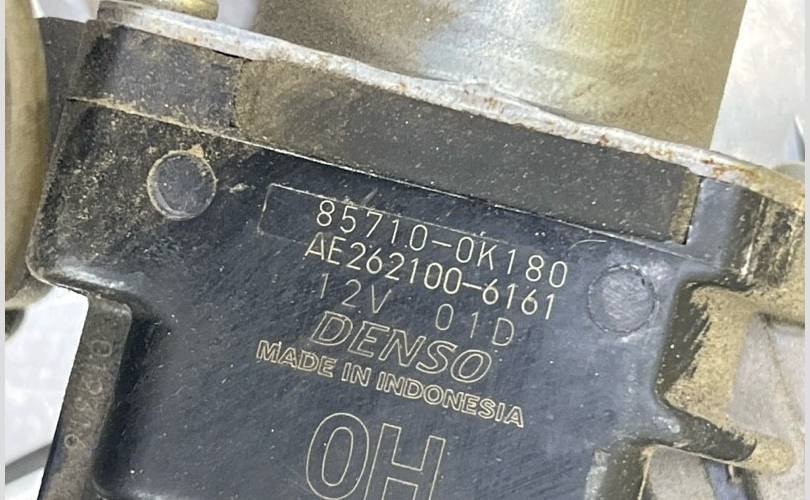 85710-0K180
AE262100-6161
12V 01D
DENSO
MADE IN INDONESIA
0H